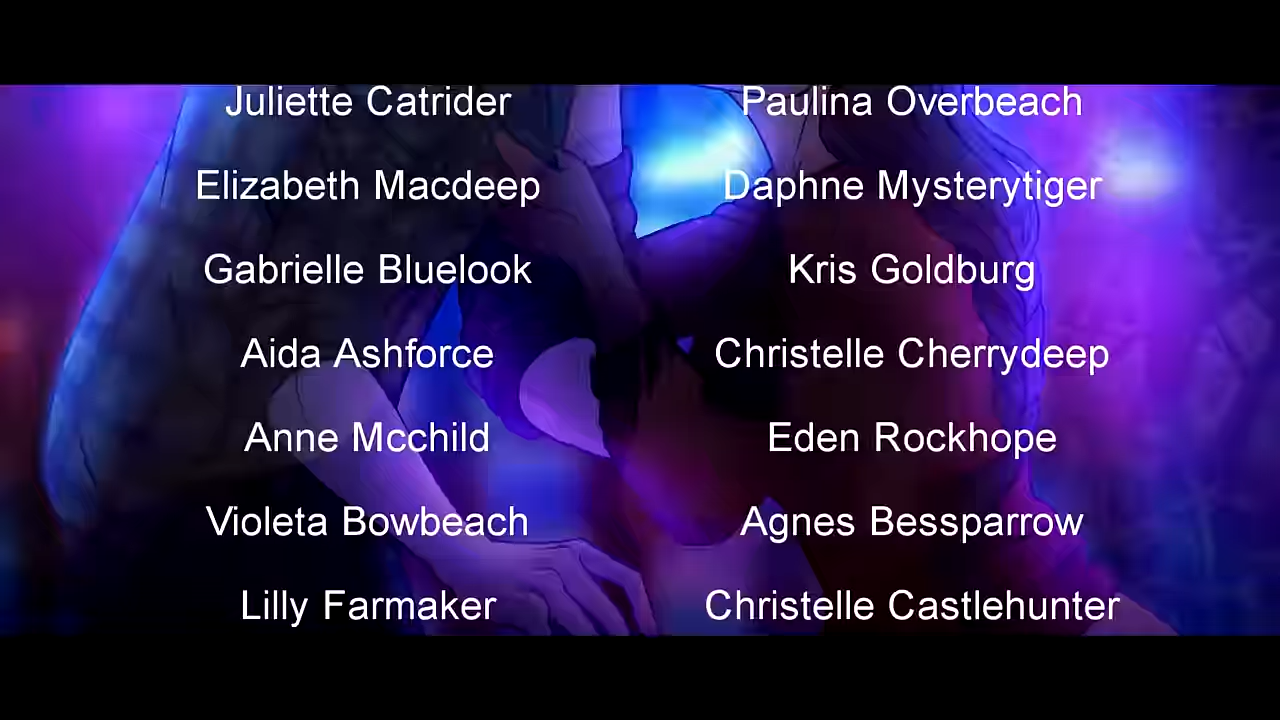 Juliette Catrider Paulina Overbeach
Elizabeth Macdeep Daphne Mysterytiger
Gabrielle Bluelook Kris Goldburg
Aida Ashforce Christelle Cherrydeep
Anne Mcchild Eden Rockhope
Violeta Bowbeach Agnes Bessparrow
Lilly Farmaker Christelle Castlehunter